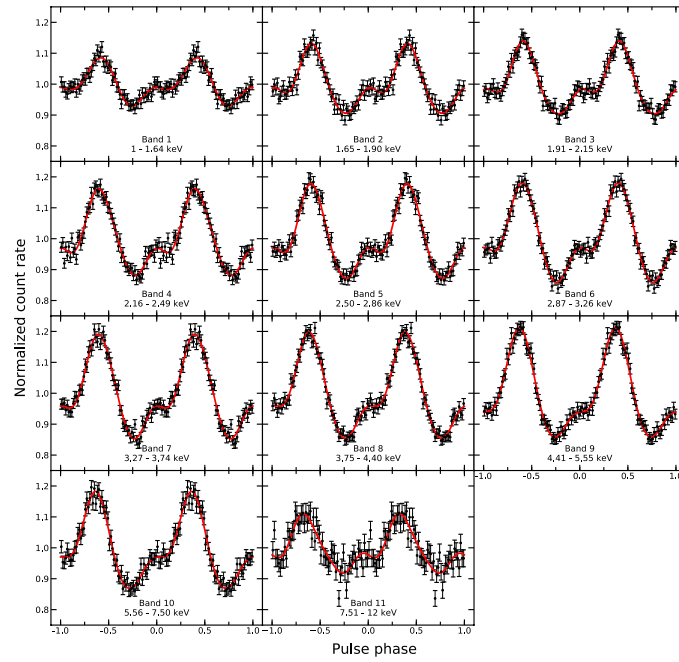 1.20
1.1
1.0
0.9
0.8
Band 1
1 - 1.64 keV
Band 2
1.65 - 1.90 keV
Band 3
1.91 - 2.15 keV
1,2
1,1
1.0
0.9
0.8
Band 4
2,16 - 2,49 keV
Band 5
2.50 - 2.86 keV
Band 6
2.87 - 3.26 keV
Normalized count rate
1,2
1,1
1.0
0.9
0.8
Band 7
3,27 - 3,74 keV
Band 8
3,75 - 4,40 keV
Band 9
4,41 - 5,55 keV
-1.0 -0.5 0.0 0.5 1.0
1,2
1,1
1.0
0.9
0.8
Band 10
5,56 - 7,50 keV
Band 11
7.51 - 12 keV
-1.0 -0.5 0.0 0.5 -1.0 -0.5 0.0 0.5 1.0
Pulse phase